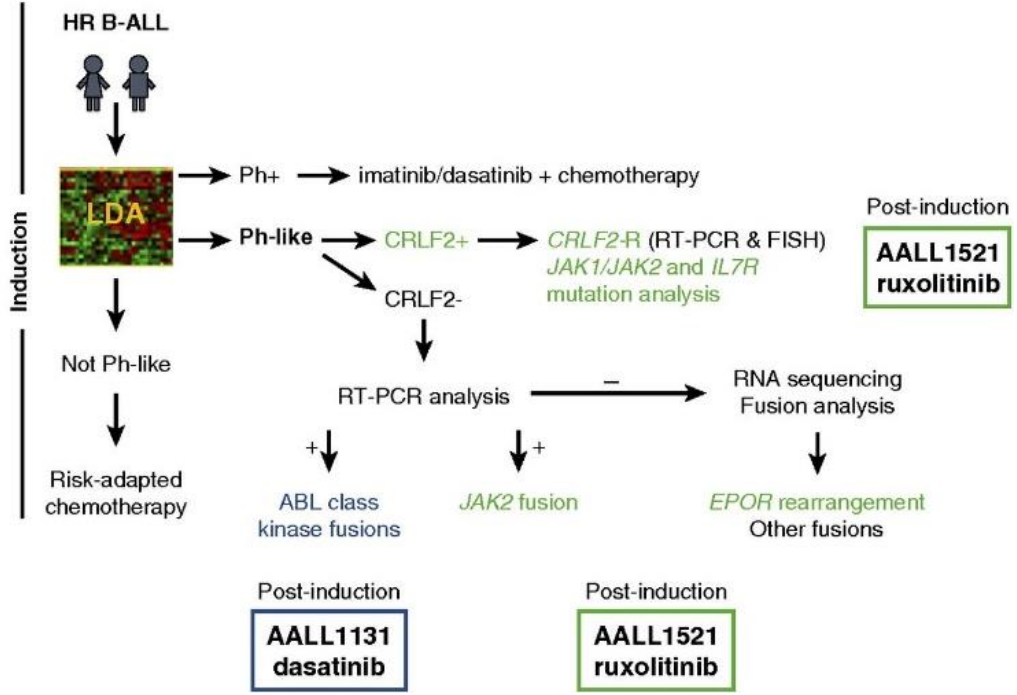 HR B-ALL
Induction
LDA
Ph+
imatinib/dasatinib + chemotherapy
Ph-like
CRLF2+
CRLF2-R (RT-PCR & FISH)
JAK1/JAK2 and IL7R
mutation analysis
Post-induction
AALL1521
ruxolitinib
CRLF2-
Not Ph-like
RT-PCR analysis
–
RNA sequencing
Fusion analysis
+
+
Risk-adapted
chemotherapy
ABL class
kinase fusions
JAK2 fusion
EPOR rearrangement
Other fusions
Post-induction
AALL1131
dasatinib
Post-induction
AALL1521
ruxolitinib